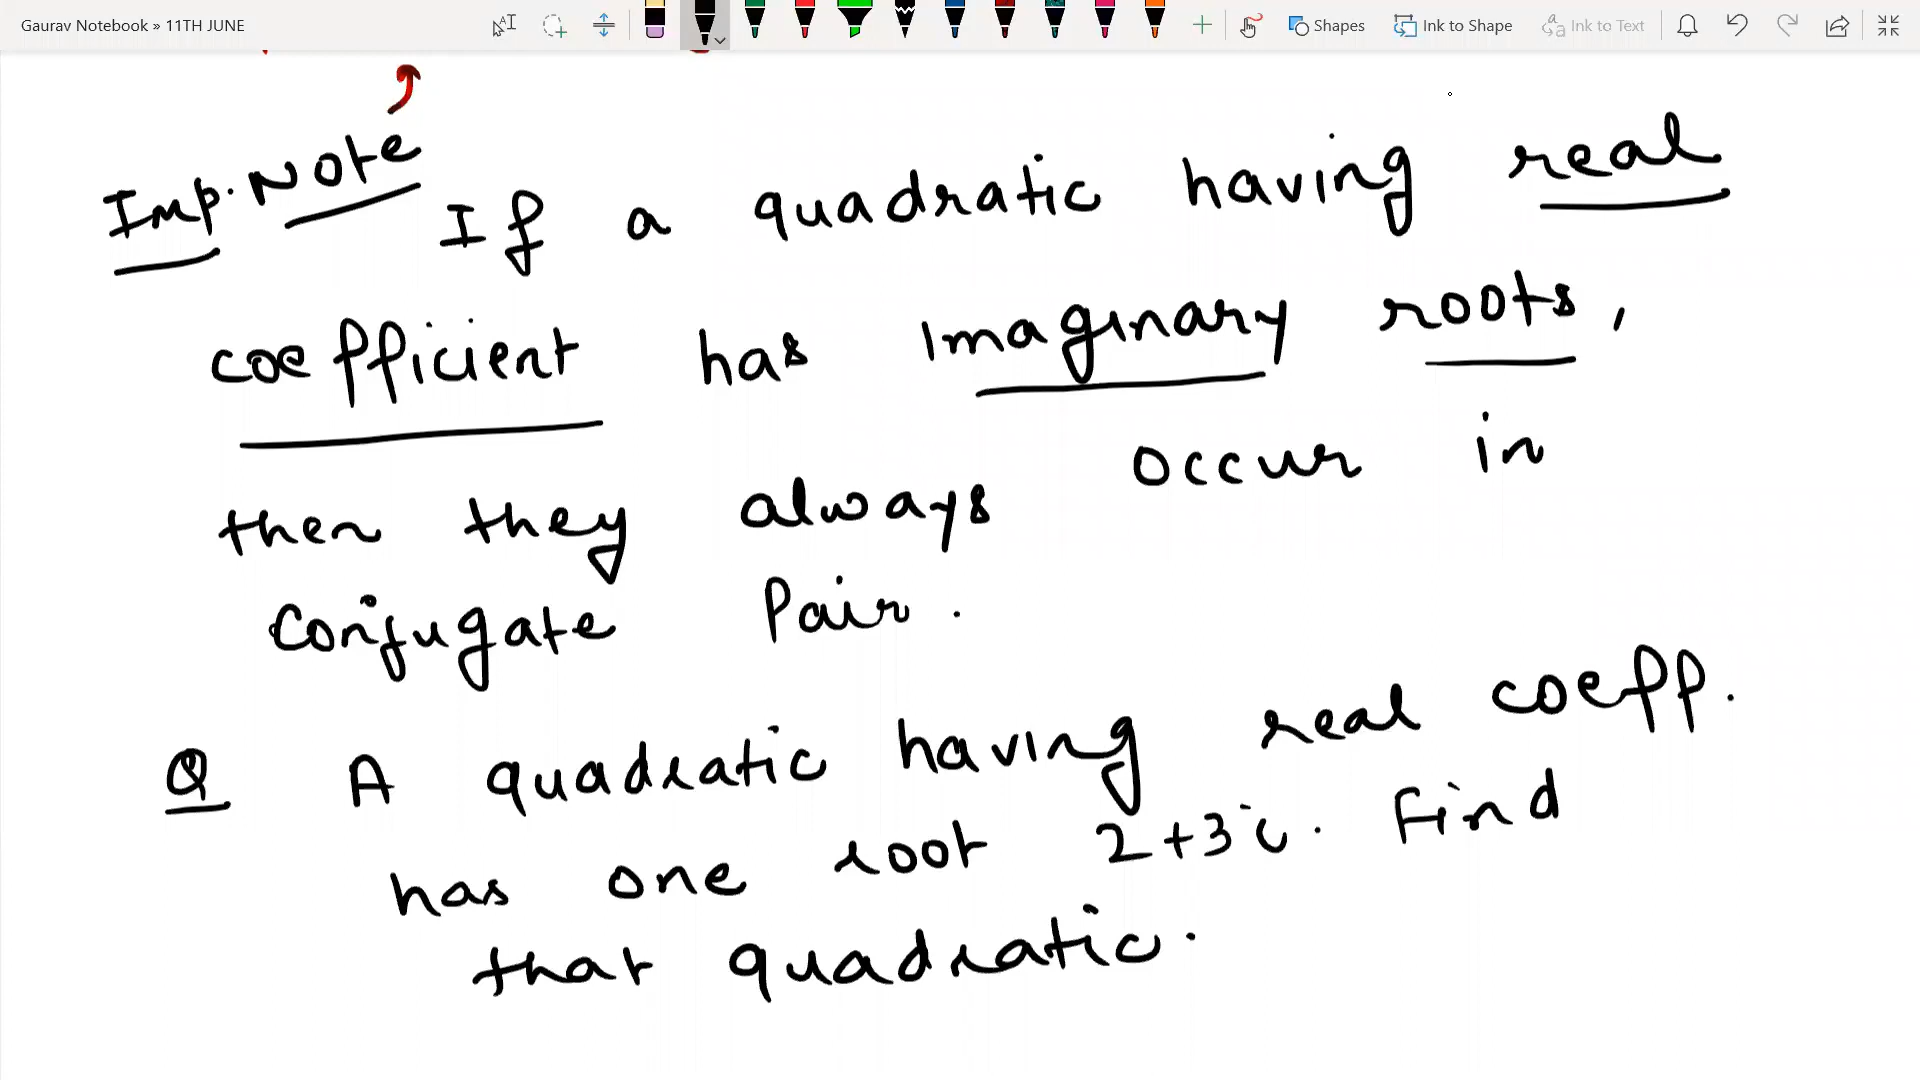 Gaurav Notebook » 11TH JUNE
Shapes Ink to Shape Ink to Text
Imp. Note If a quadratic having real
coefficient has imaginary roots,
then they always occur in
conjugate Pair.
Q A quadratic having real coeff.
has one root 2+3i. Find
that quadratic.